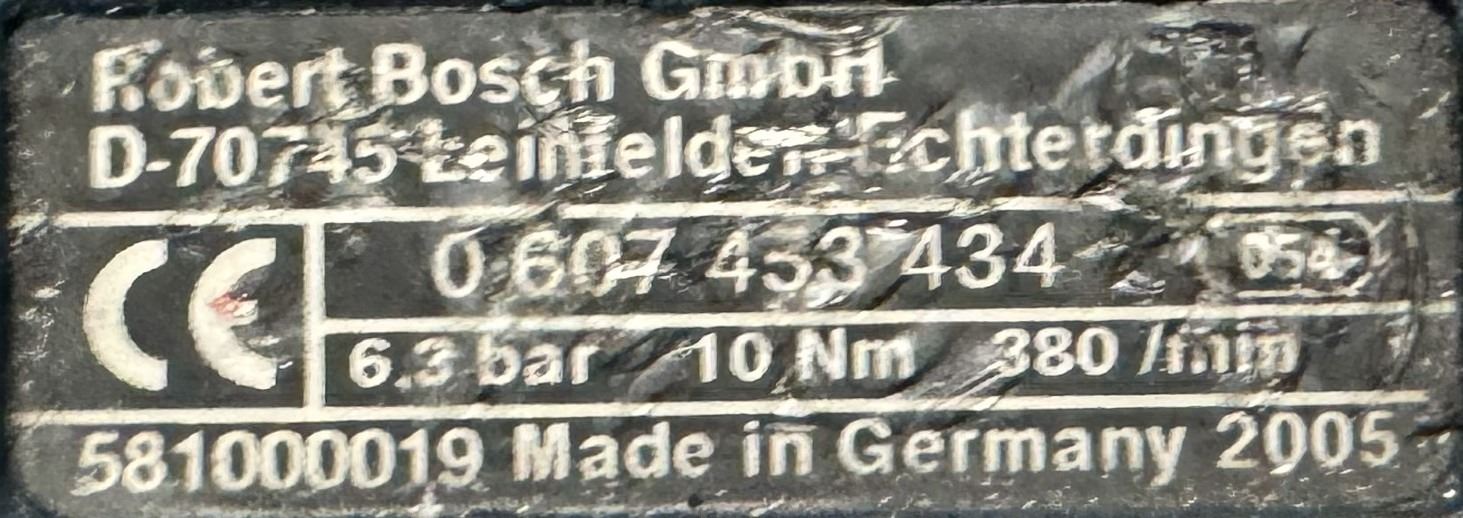 Robert Bosch GmbH
D-70745 Leinfelden-Echterdingen
CE 0 607 453 434 054
6.3 bar 10 Nm 380 /min
581000019 Made in Germany 2005